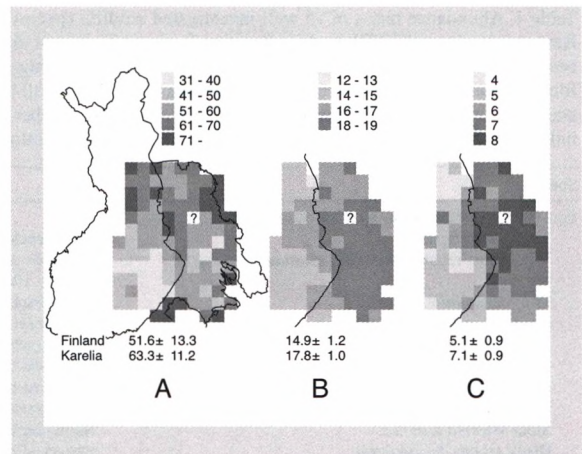 31 - 40
41 - 50
51 - 60
61 - 70
71 -
12 - 13
14 - 15
16 - 17
18 - 19
4
5
6
7
8
?
?
?
Finland 51.6± 13.3 14.9± 1.2 5.1± 0.9
Karelia 63.3± 11.2 17.8± 1.0 7.1± 0.9
A B C